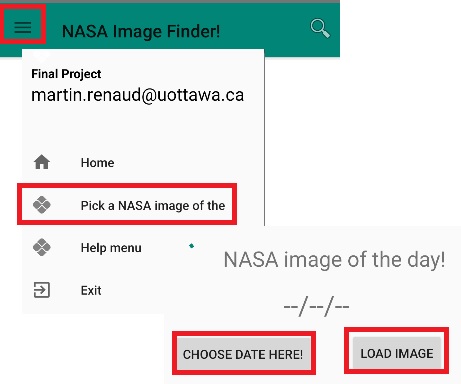 NASA Image Finder!
Final Project
martin.renaud@uottawa.ca
Home
Pick a NASA image of the
Help menu
Exit
NASA image of the day!
--/--/--
CHOOSE DATE HERE!
LOAD IMAGE